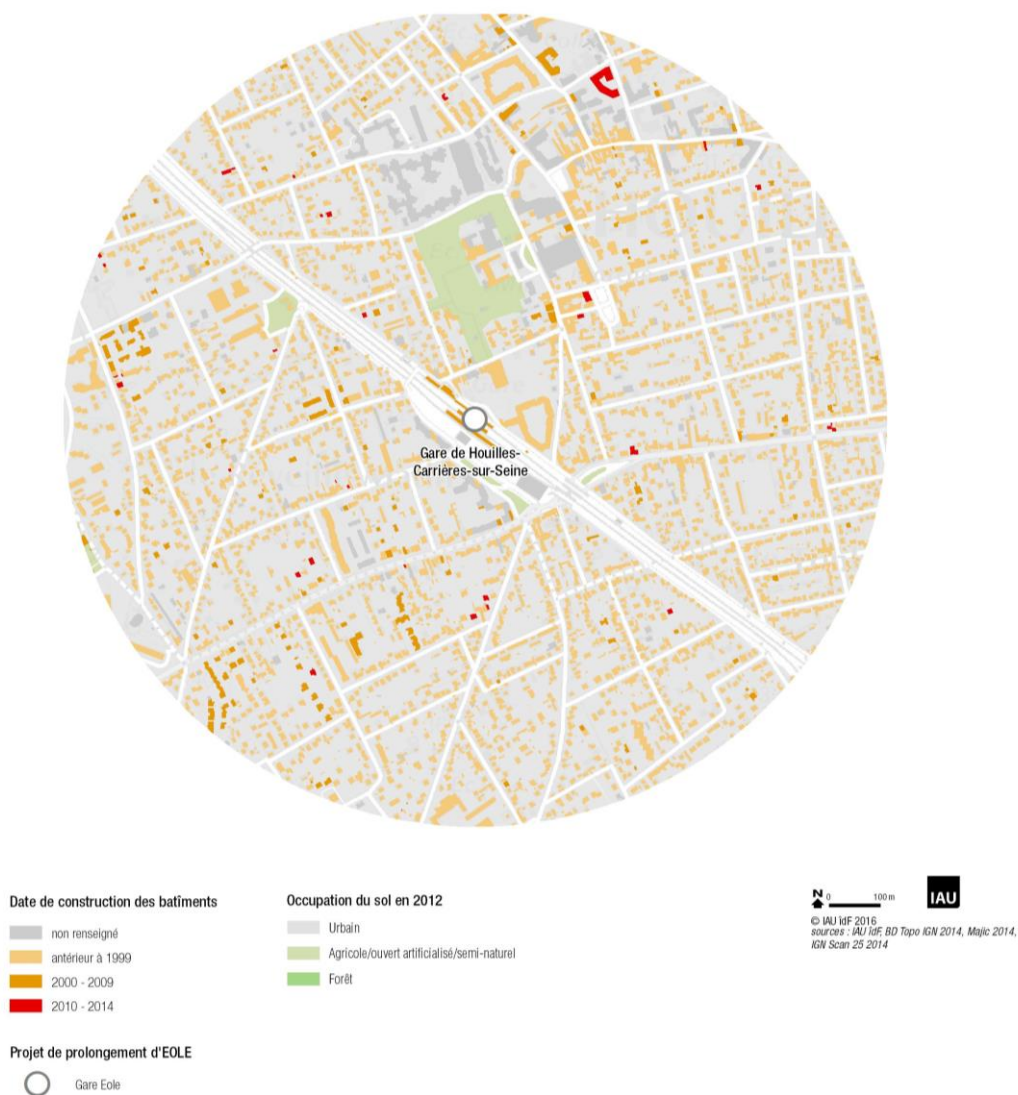 Gare de Houilles-
Carrières-sur-Seine
Date de construction des batîments
non renseigné
antérieur à 1999
2000 - 2009
2010 - 2014
Projet de prolongement d'EOLE
Gare Eole
Occupation du sol en 2012
Urbain
Agricole/ouvert artificialisé/semi-naturel
Forêt
N
0 100 m
IAU
© IAU îdF 2016
sources : IAU îdF, BD Topo IGN 2014, Majic 2014,
IGN Scan 25 2014